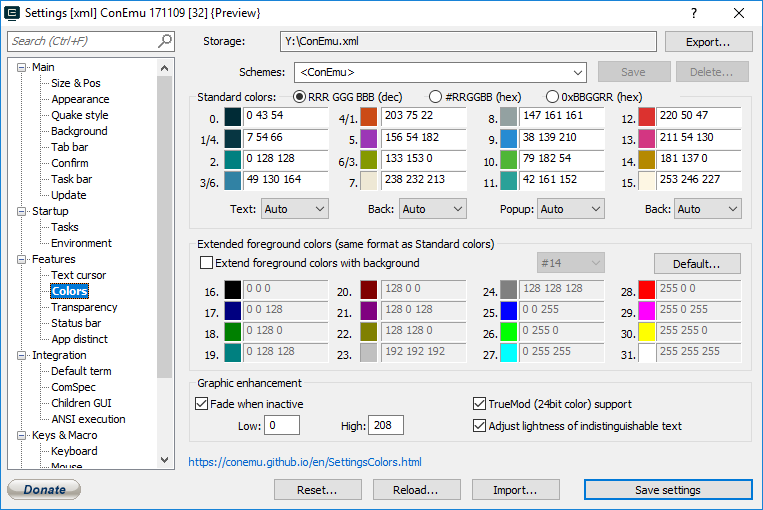 Settings [xml] ConEmu 171109 [32] {Preview}
Search (Ctrl+F)
Storage: Y:\ConEmu.xml Export...
Schemes: <ConEmu> Save Delete...
Main
Size & Pos
Appearance
Quake style
Background
Tab bar
Confirm
Task bar
Update
Startup
Tasks
Environment
Features
Text cursor
Colors
Transparency
Status bar
App distinct
Integration
Default term
ComSpec
Children GUI
ANSI execution
Keys & Macro
Keyboard
Mouse
Standard colors: RRR GGG BBB (dec) #RRGGBB (hex) 0xBBGGRR (hex)
0. 0 43 54 4/1. 203 75 22 8. 147 161 161 12. 220 50 47
1/4. 7 54 66 5. 156 54 182 9. 38 139 210 13. 211 54 130
2. 0 128 128 6/3. 133 153 0 10. 79 182 54 14. 181 137 0
3/6. 49 130 164 7. 238 232 213 11. 42 161 152 15. 253 246 227
Text: Auto Back: Auto Popup: Auto Back: Auto
Extended foreground colors (same format as Standard colors)
Extend foreground colors with background #14 Default...
16. 0 0 0 20. 128 0 0 24. 128 128 128 28. 255 0 0
17. 0 0 128 21. 128 0 128 25. 0 0 255 29. 255 0 255
18. 0 128 0 22. 128 128 0 26. 0 255 0 30. 255 255 0
19. 0 128 128 23. 192 192 192 27. 0 255 255 31. 255 255 255
Graphic enhancement
Fade when inactive TrueMod (24bit color) support
Low: 0 High: 208 Adjust lightness of indistinguishable text
https://conemu.github.io/en/SettingsColors.html
Donate Reset... Reload... Import... Save settings